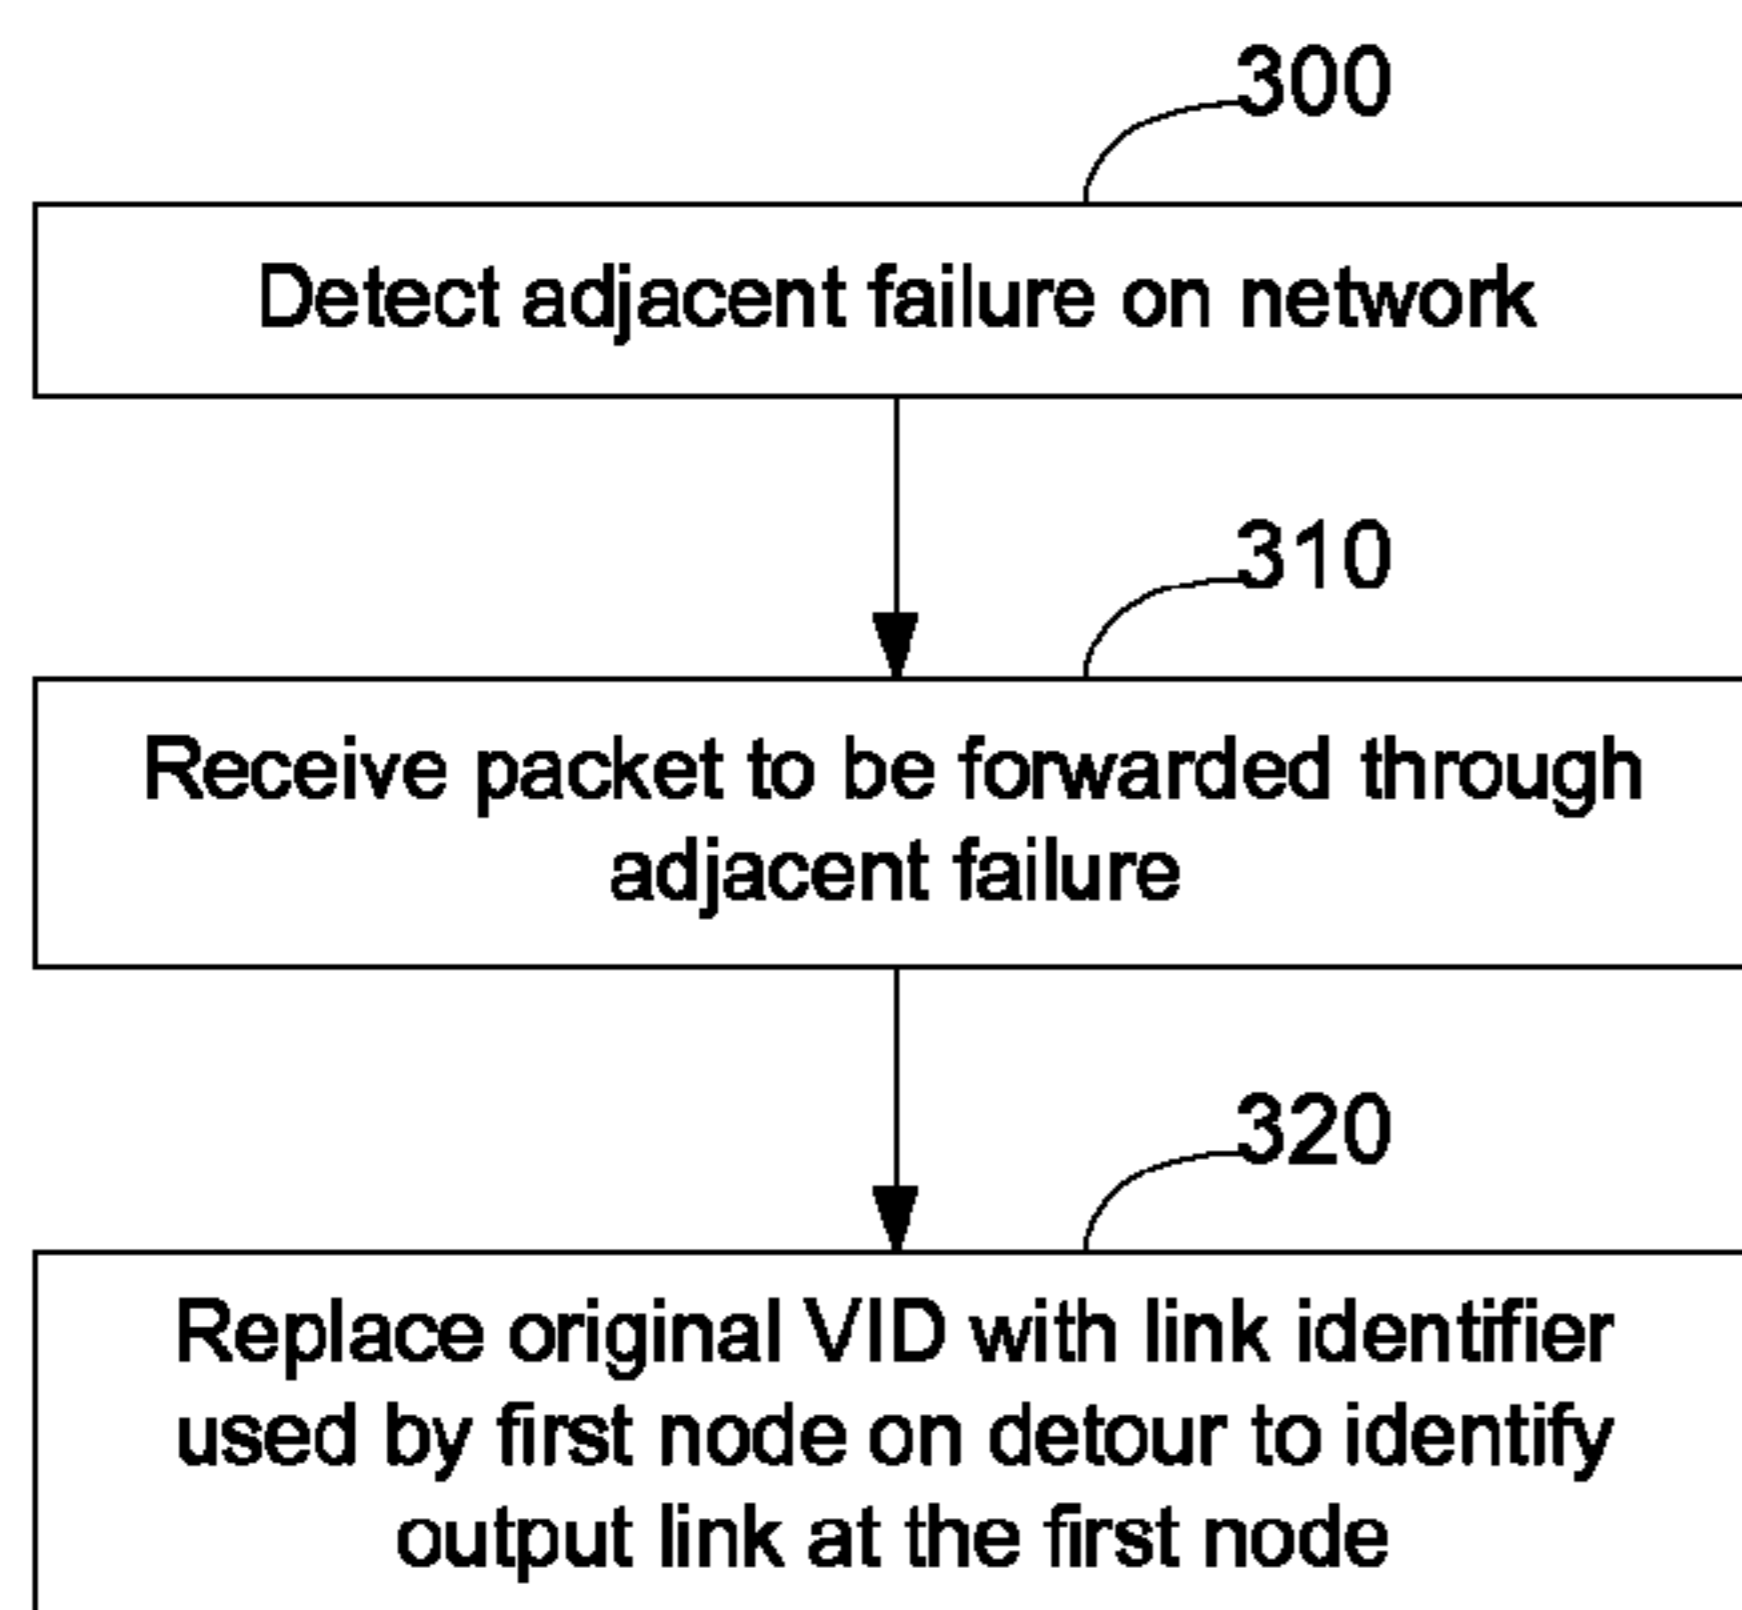 300
Detect adjacent failure on network
310
Receive packet to be forwarded through
adjacent failure
320
Replace original VID with link identifier
used by first node on detour to identify
output link at the first node